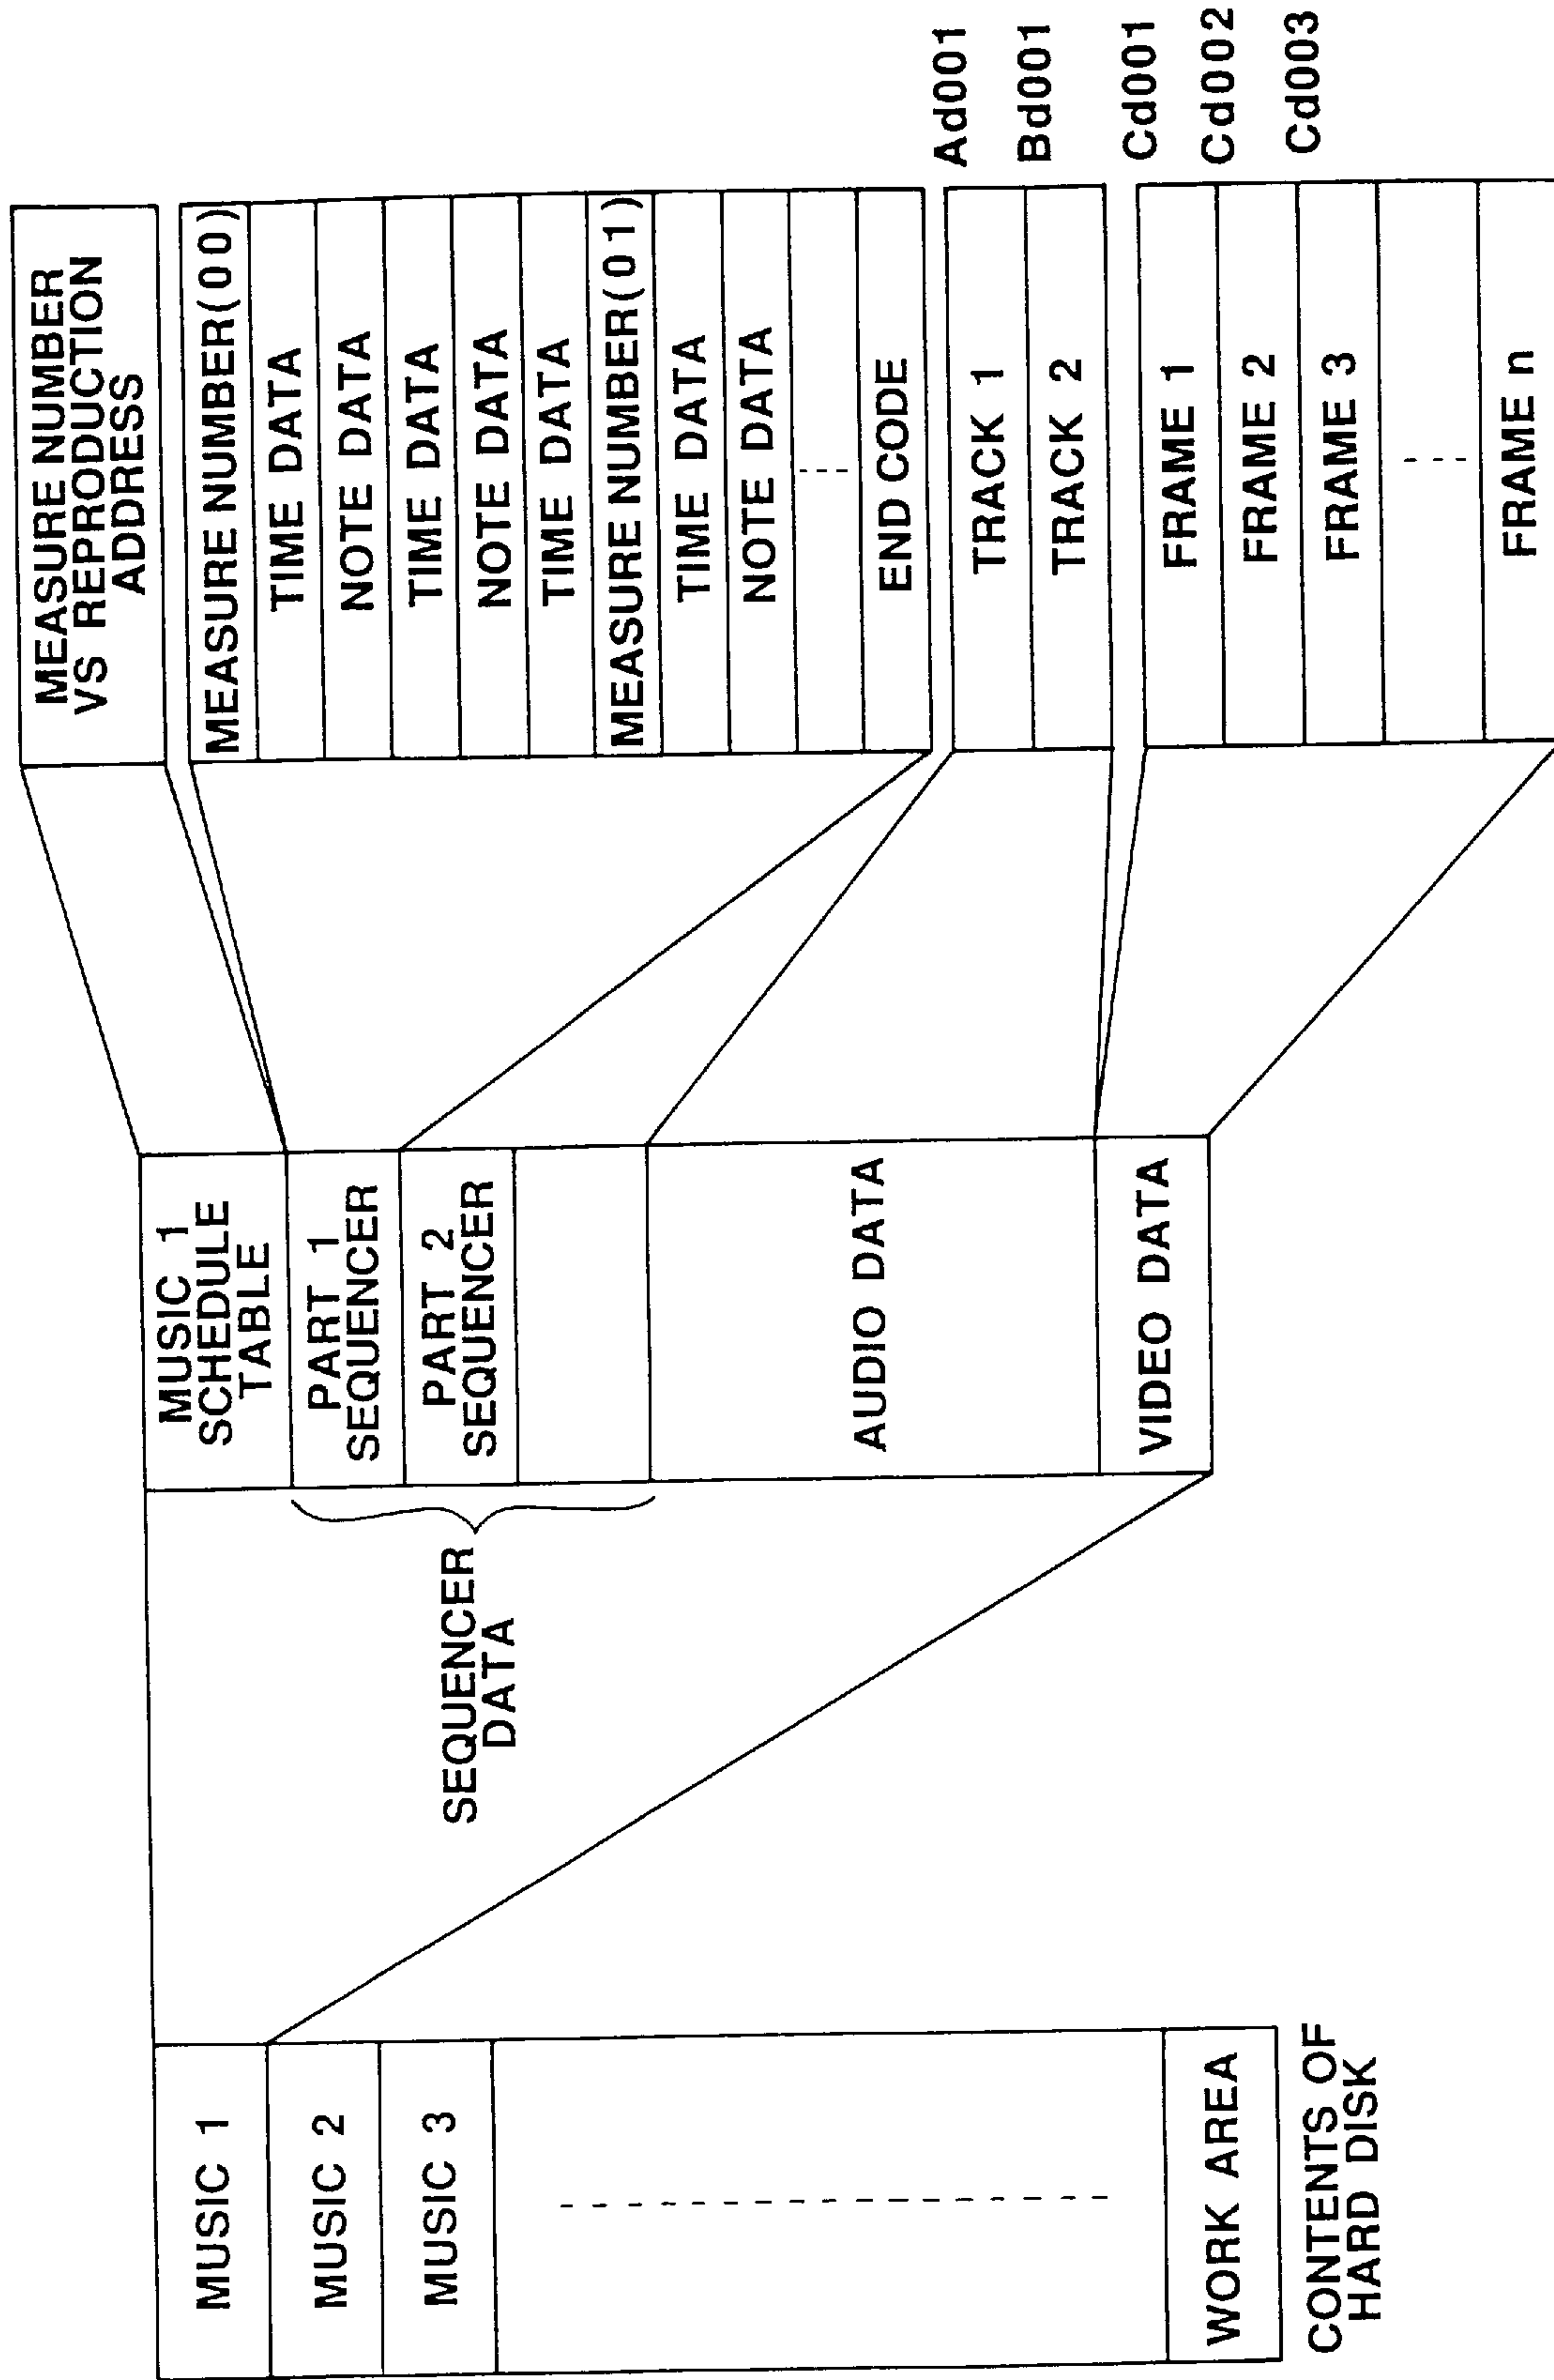 MUSIC 1
MUSIC 2
MUSIC 3
WORK AREA
CONTENTS OF
HARD DISK
SEQUENCER
DATA
MUSIC 1
SCHEDULE
TABLE
PART 1
SEQUENCER
PART 2
SEQUENCER
AUDIO DATA
VIDEO DATA
MEASURE NUMBER
VS REPRODUCTION
ADDRESS
MEASURE NUMBER(00)
TIME DATA
NOTE DATA
TIME DATA
NOTE DATA
TIME DATA
MEASURE NUMBER(01)
TIME DATA
NOTE DATA
END CODE
TRACK 1
TRACK 2
FRAME 1
FRAME 2
FRAME 3
FRAME n
Ad001
Bd001
Cd001
Cd002
Cd003